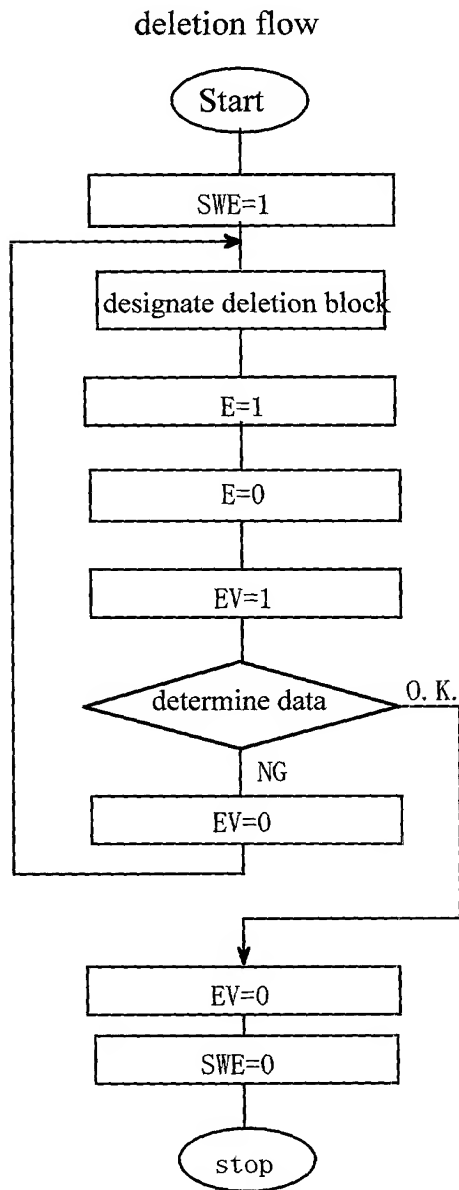 deletion flow
Start
SWE=1
designate deletion block
E=1
E=0
EV=1
determine data
O. K.
NG
EV=0
EV=0
SWE=0
stop